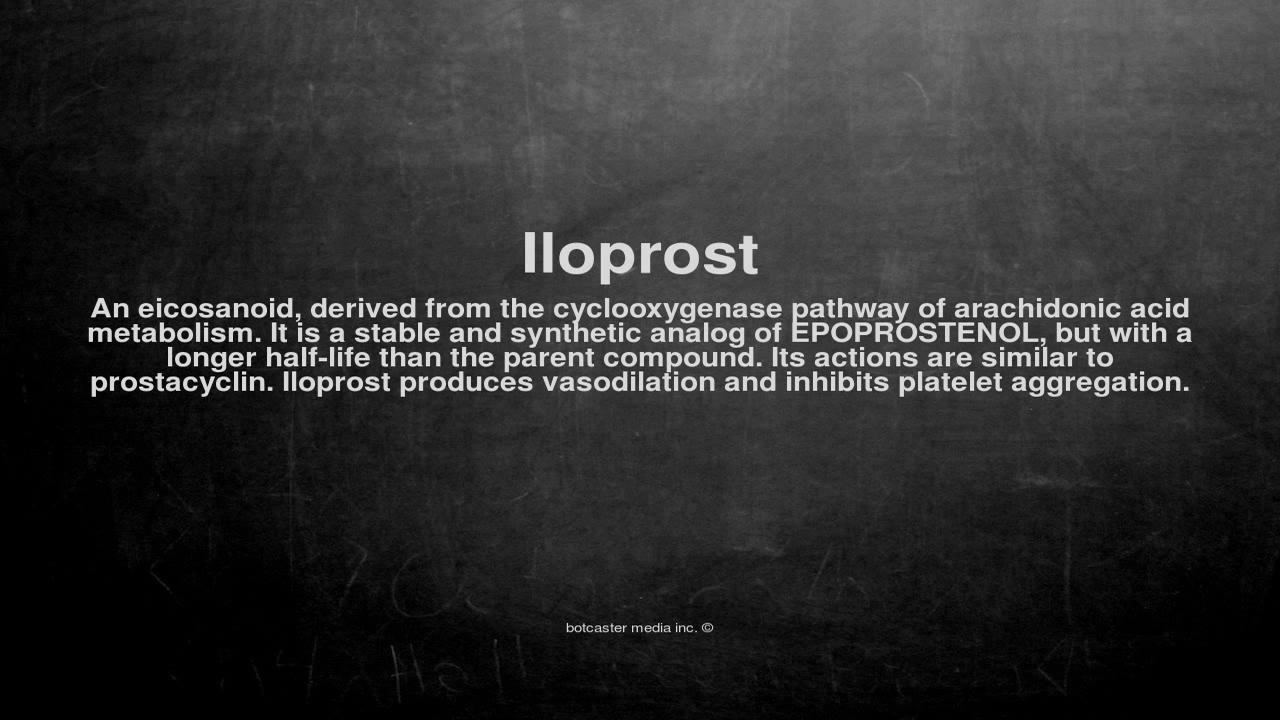 Iloprost
An eicosanoid, derived from the cyclooxygenase pathway of arachidonic acid
metabolism. It is a stable and synthetic analog of EPOPROSTENOL, but with a
longer half-life than the parent compound. Its actions are similar to
prostacyclin. Iloprost produces vasodilation and inhibits platelet aggregation.
botcaster media inc. ©